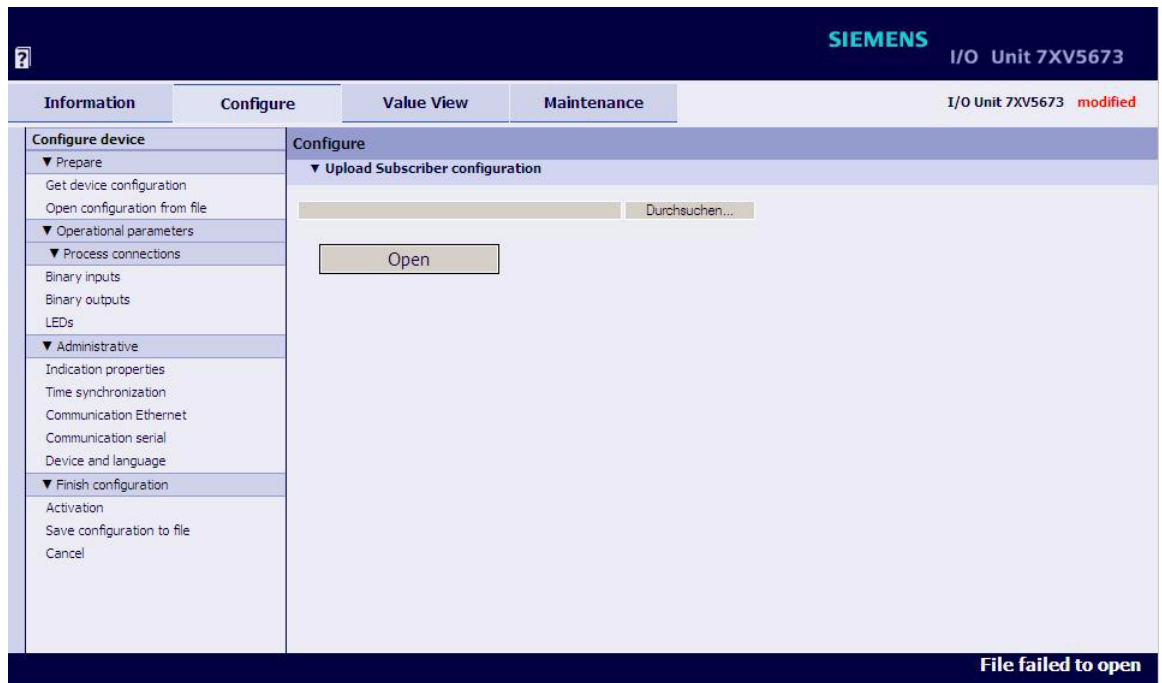 SIEMENS
?
I/O Unit 7XV5673
Information
Configure
Value View
Maintenance
I/O Unit 7XV5673 modified
Configure device
▼ Prepare
Get device configuration
Open configuration from file
▼ Operational parameters
▼ Process connections
Binary inputs
Binary outputs
LEDs
▼ Administrative
Indication properties
Time synchronization
Communication Ethernet
Communication serial
Device and language
▼ Finish configuration
Activation
Save configuration to file
Cancel
Configure
▼ Upload Subscriber configuration
Durchsuchen...
Open
File failed to open